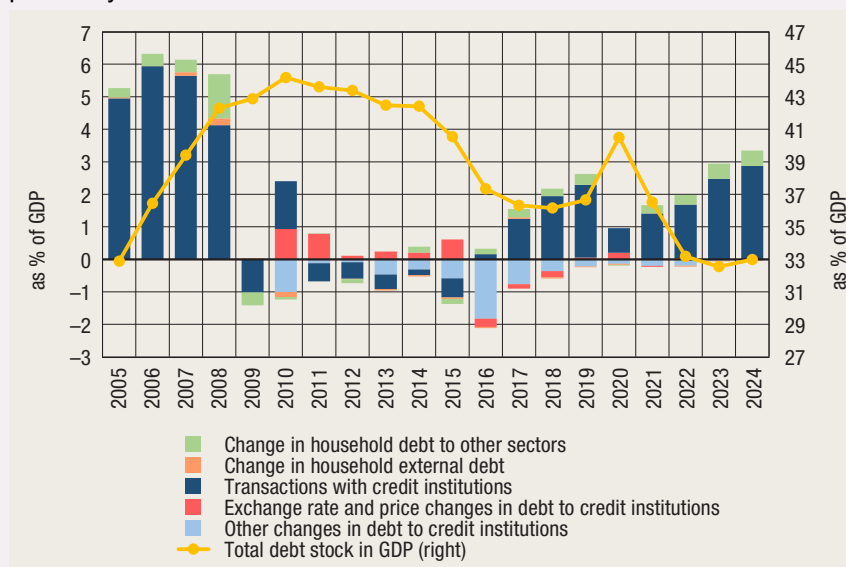 7
6
5
4
3
2
1
0
–1
–2
–3
as % of GDP
47
45
43
41
39
37
35
33
31
29
27
as % of GDP
2005 2006 2007 2008 2009 2010 2011 2012 2013 2014 2015 2016 2017 2018 2019 2020 2021 2022 2023 2024
Change in household debt to other sectors
Change in household external debt
Transactions with credit institutions
Exchange rate and price changes in debt to credit institutions
Other changes in debt to credit institutions
Total debt stock in GDP (right)